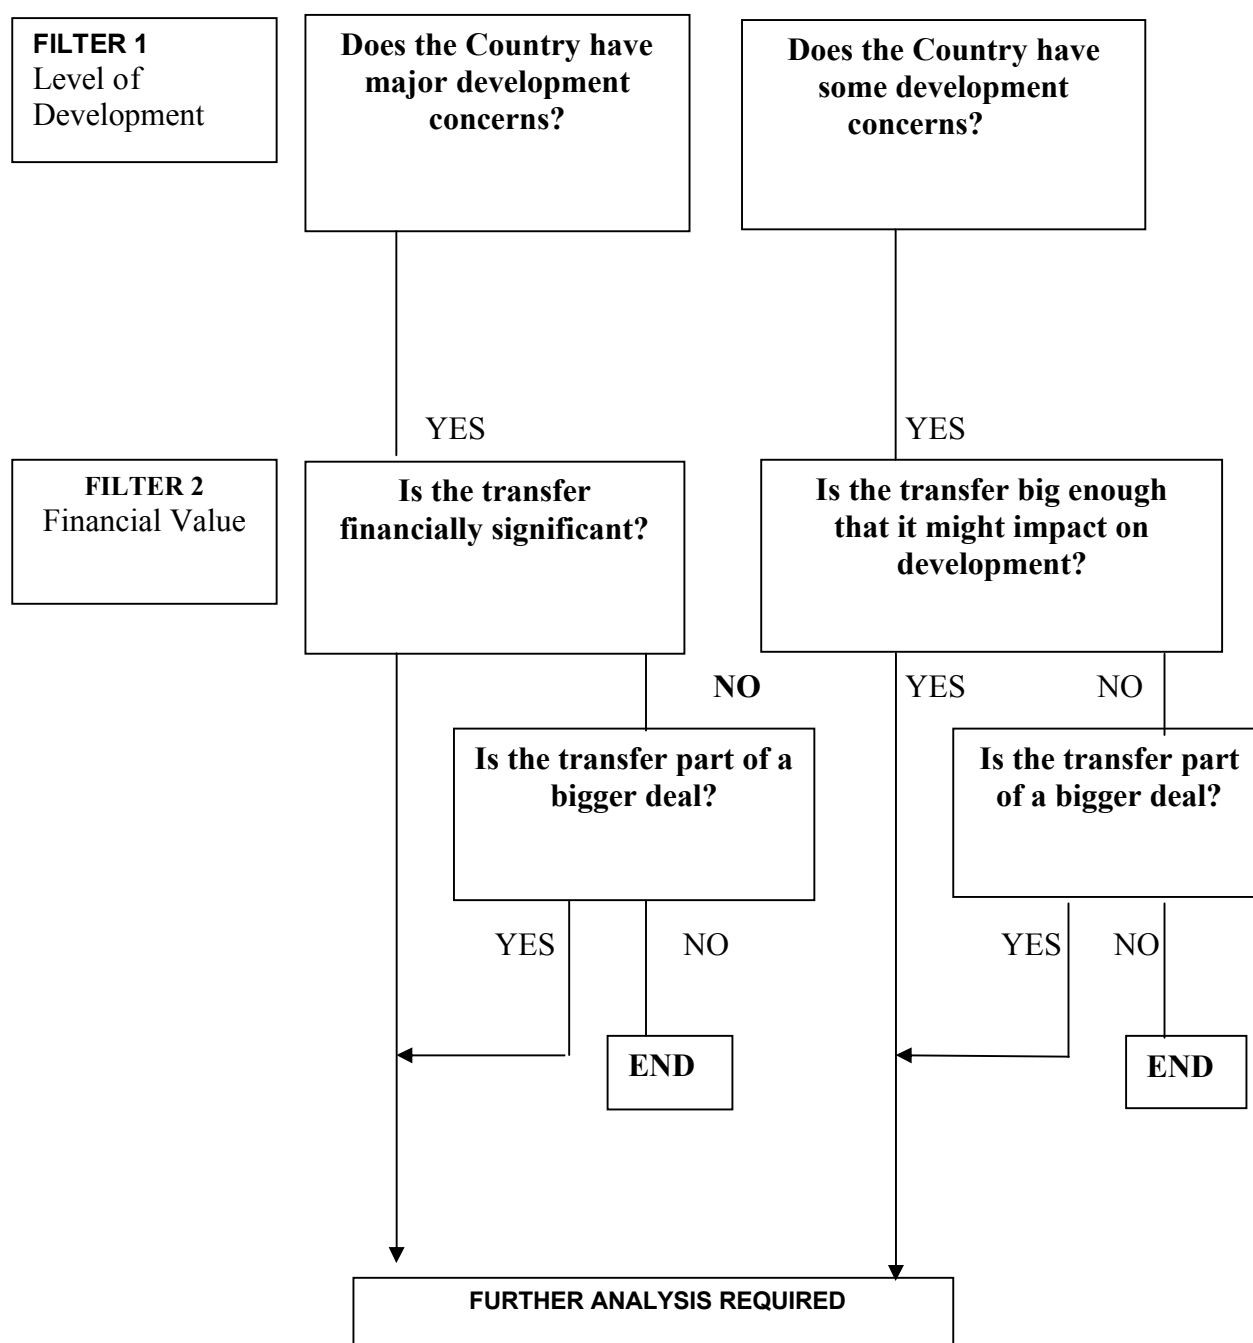 FILTER 1
Level of
Development
Does the Country have
major development
concerns?
Does the Country have
some development
concerns?
YES
YES
FILTER 2
Financial Value
Is the transfer
financially significant?
Is the transfer big enough
that it might impact on
development?
NO
YES
NO
Is the transfer part of a
bigger deal?
Is the transfer part
of a bigger deal?
YES
NO
YES
NO
END
END
FURTHER ANALYSIS REQUIRED